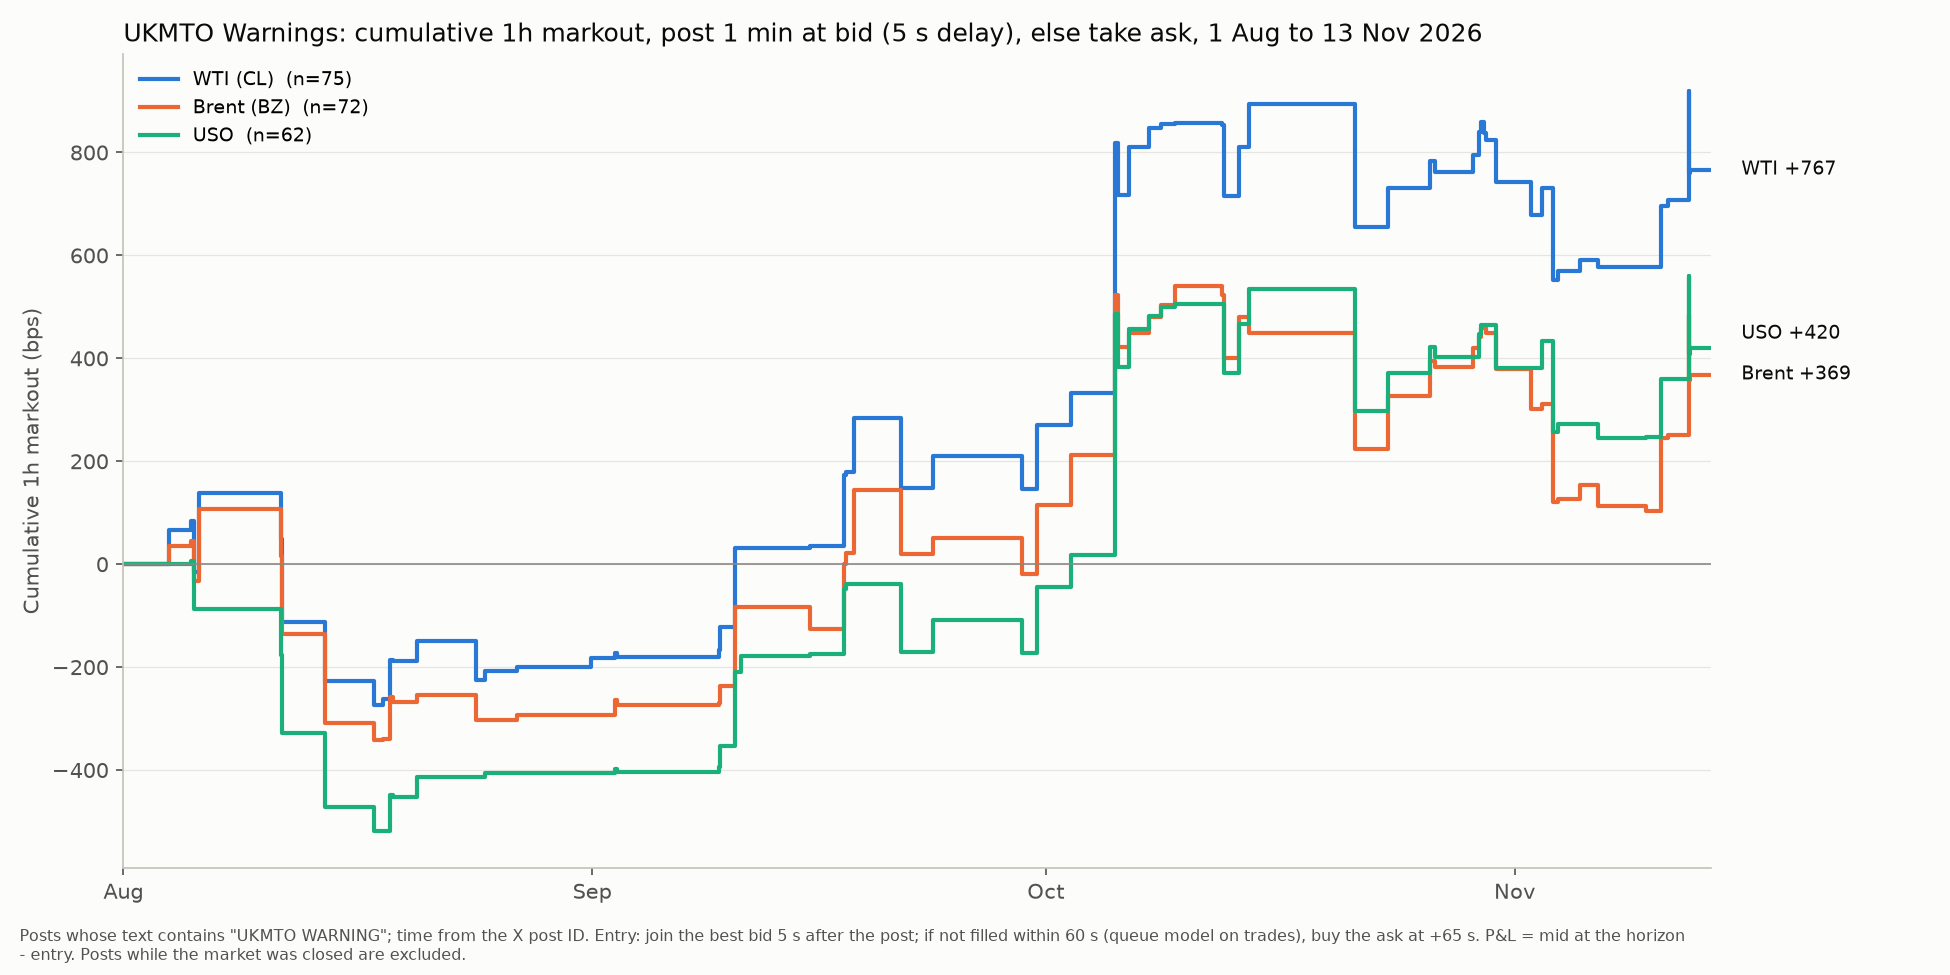 UKMTO Warnings: cumulative 1h markout, post 1 min at bid (5 s delay), else take ask, 1 Aug to 13 Nov 2026
WTI (CL)  (n=75)
Brent (BZ)  (n=72)
USO  (n=62)
Cumulative 1h markout (bps)
800
600
400
200
0
−200
−400
WTI +767
USO +420
Brent +369
Aug
Sep
Oct
Nov
Posts whose text contains "UKMTO WARNING"; time from the X post ID. Entry: join the best bid 5 s after the post; if not filled within 60 s (queue model on trades), buy the ask at +65 s. P&L = mid at the horizon
- entry. Posts while the market was closed are excluded.